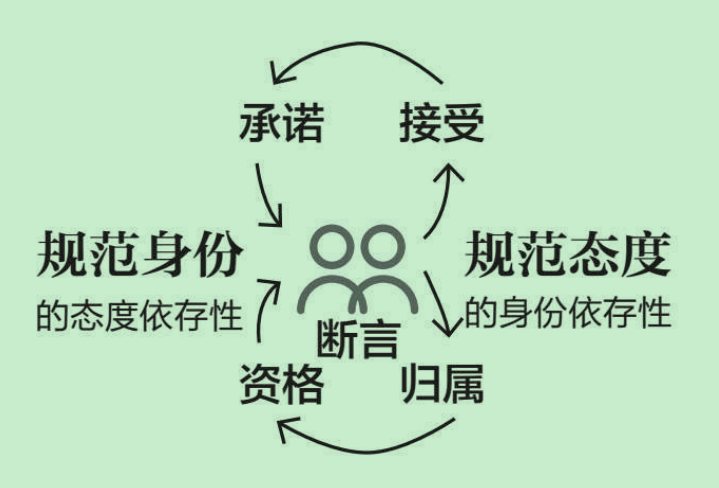 承诺 接受
规范身份
的态度依存性
规范态度
的身份依存性
断言
资格 归属